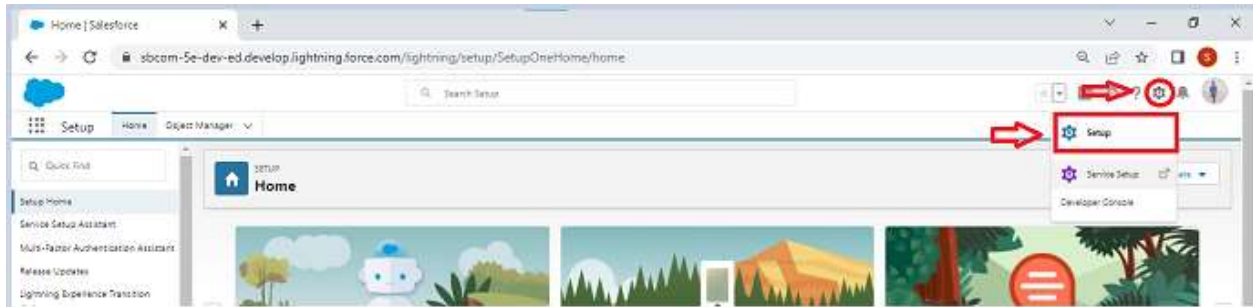 Home | Salesforce
sbcom-5e-dev-ed.develop.lightning.force.com/lightning/setup/SetupOneHome/home
S
Search Setup
?
Setup
Home
Object Manager
Setup
Quick Find
SETUP
Home
Service Setup
Developer Console
Setup Home
Service Setup Assistant
Multi-Factor Authentication Assistant
Release Updates
Lightning Experience Transition